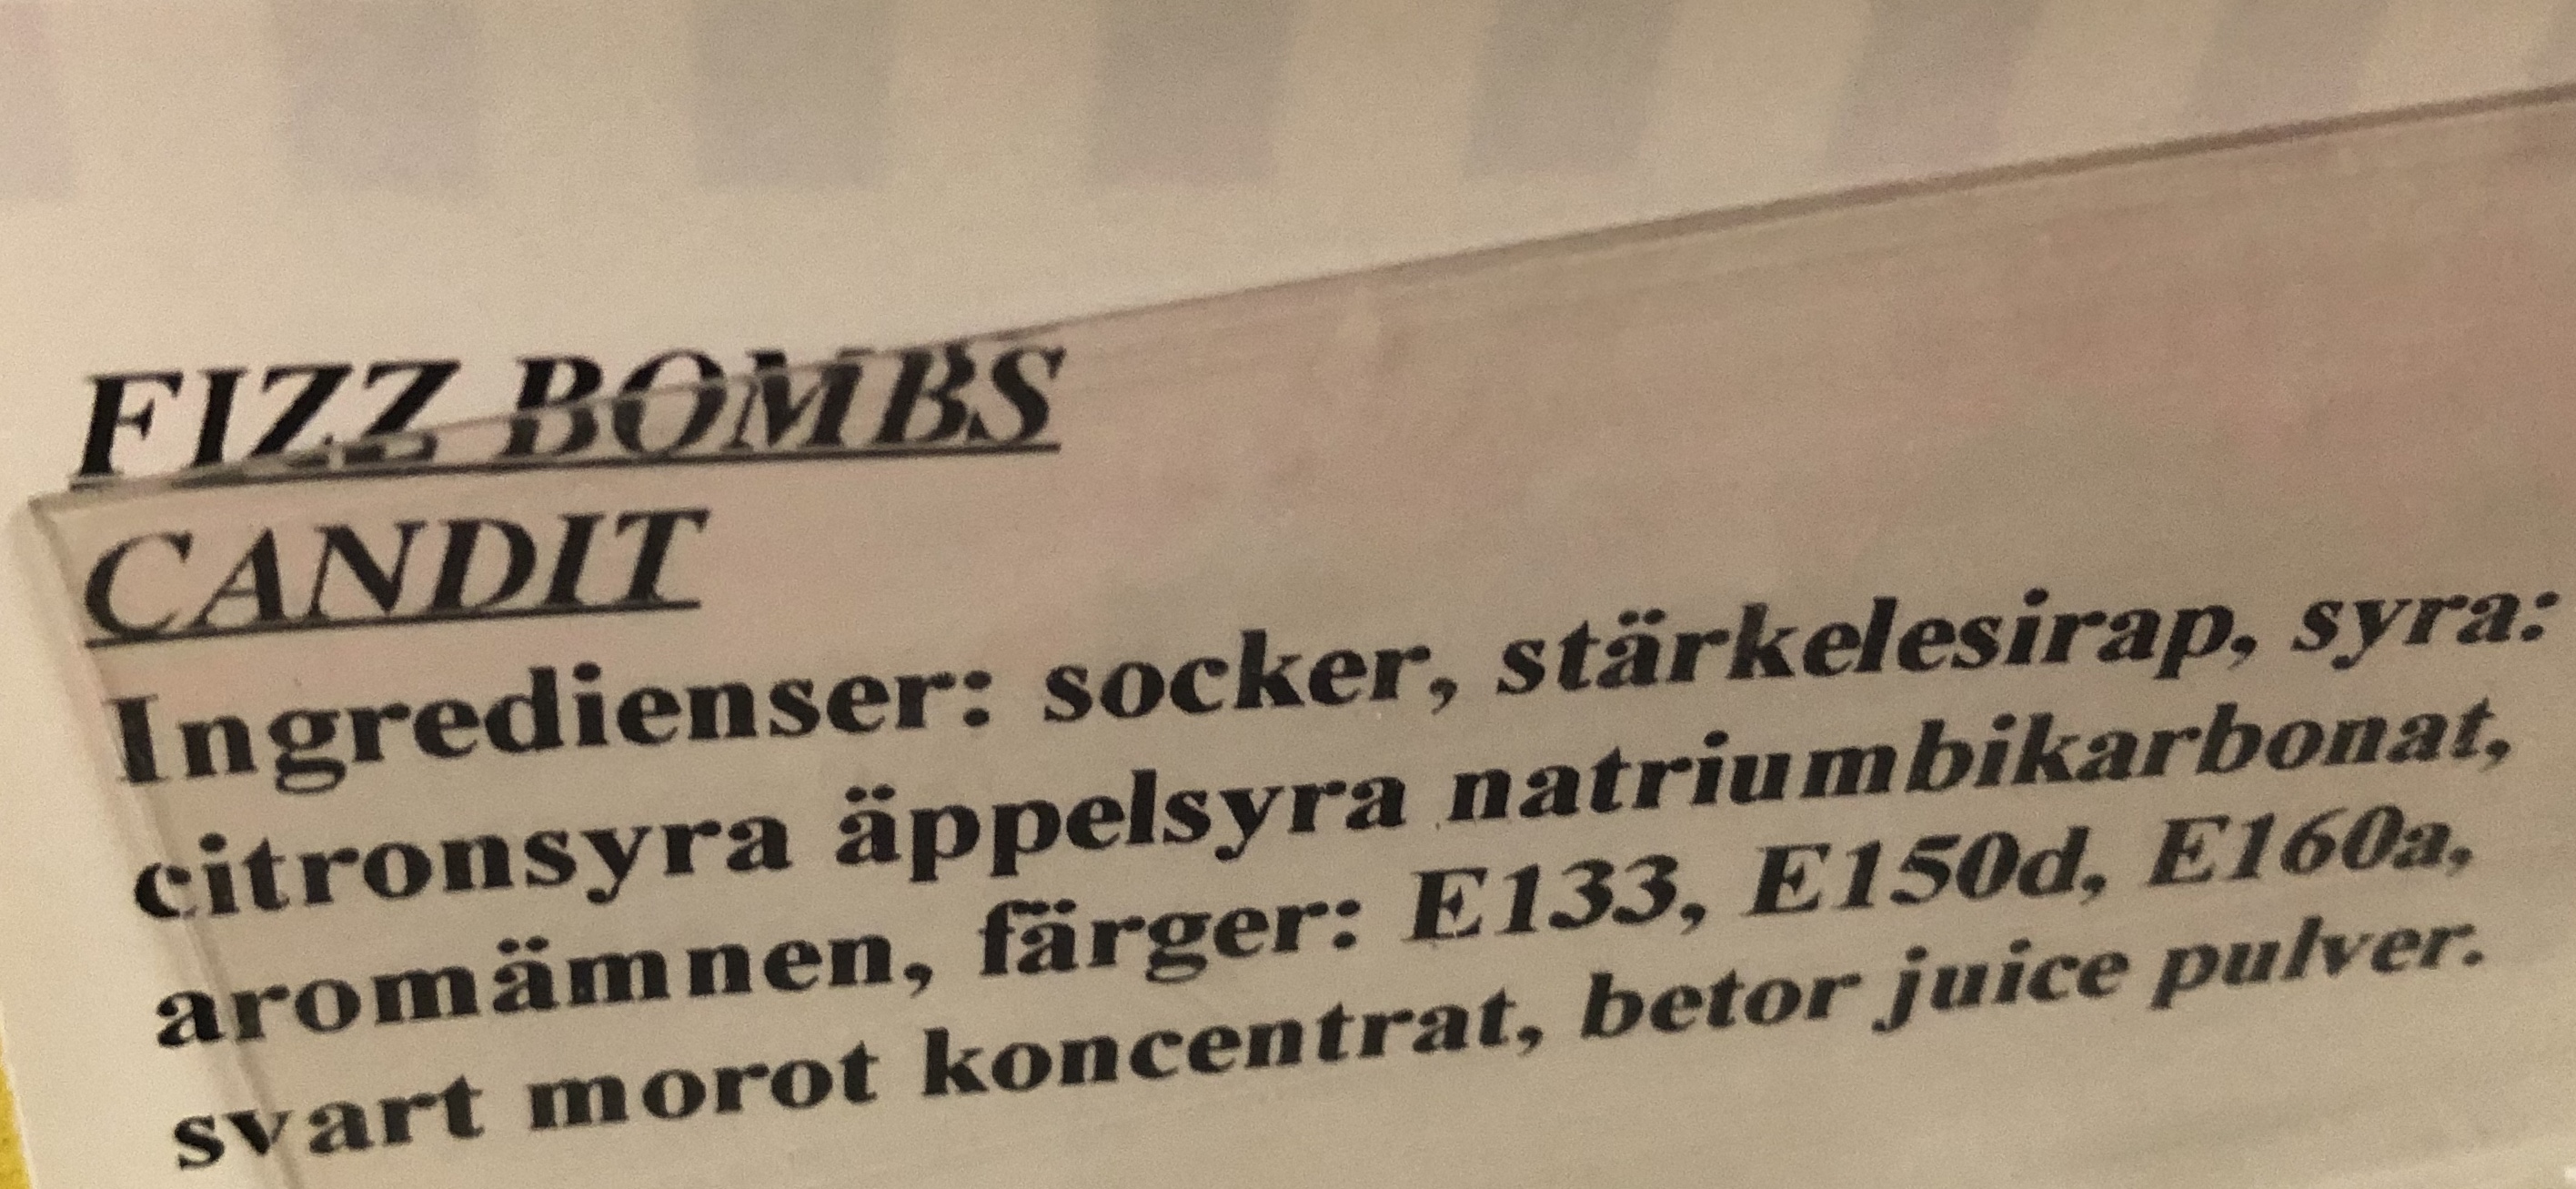 FIZZ BOMBS
CANDIT
Ingredienser: socker, stärkelesirap, syra:
citronsyra äppelsyra natriumbikarbonat,
aromämnen, färger: E133, E150d, E160a,
svart morot koncentrat, betor juice pulver.